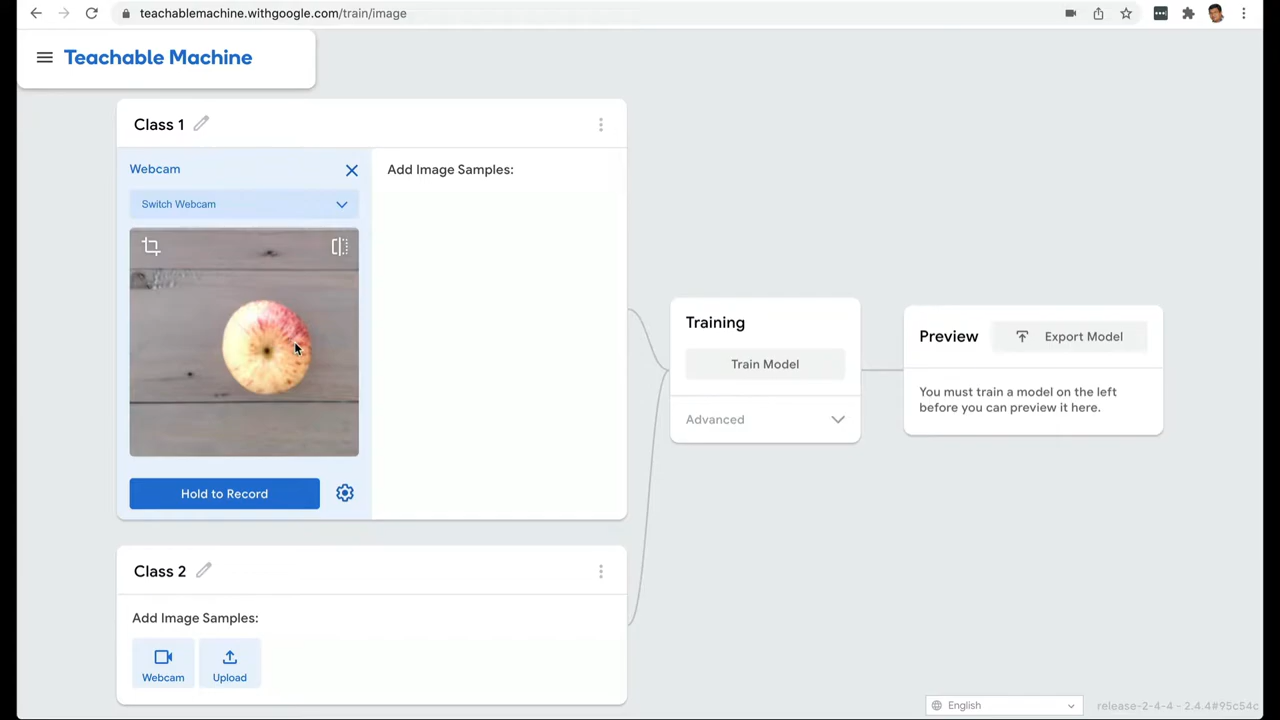 teachablemachine.withgoogle.com/train/image
Teachable Machine
Class 1
Webcam
Add Image Samples:
Switch Webcam
Hold to Record
Class 2
Add Image Samples:
Webcam
Upload
Training
Train Model
Advanced
Preview
Export Model
You must train a model on the left
before you can preview it here.
English
release-2-4-4 - 2.4.4#95c54c